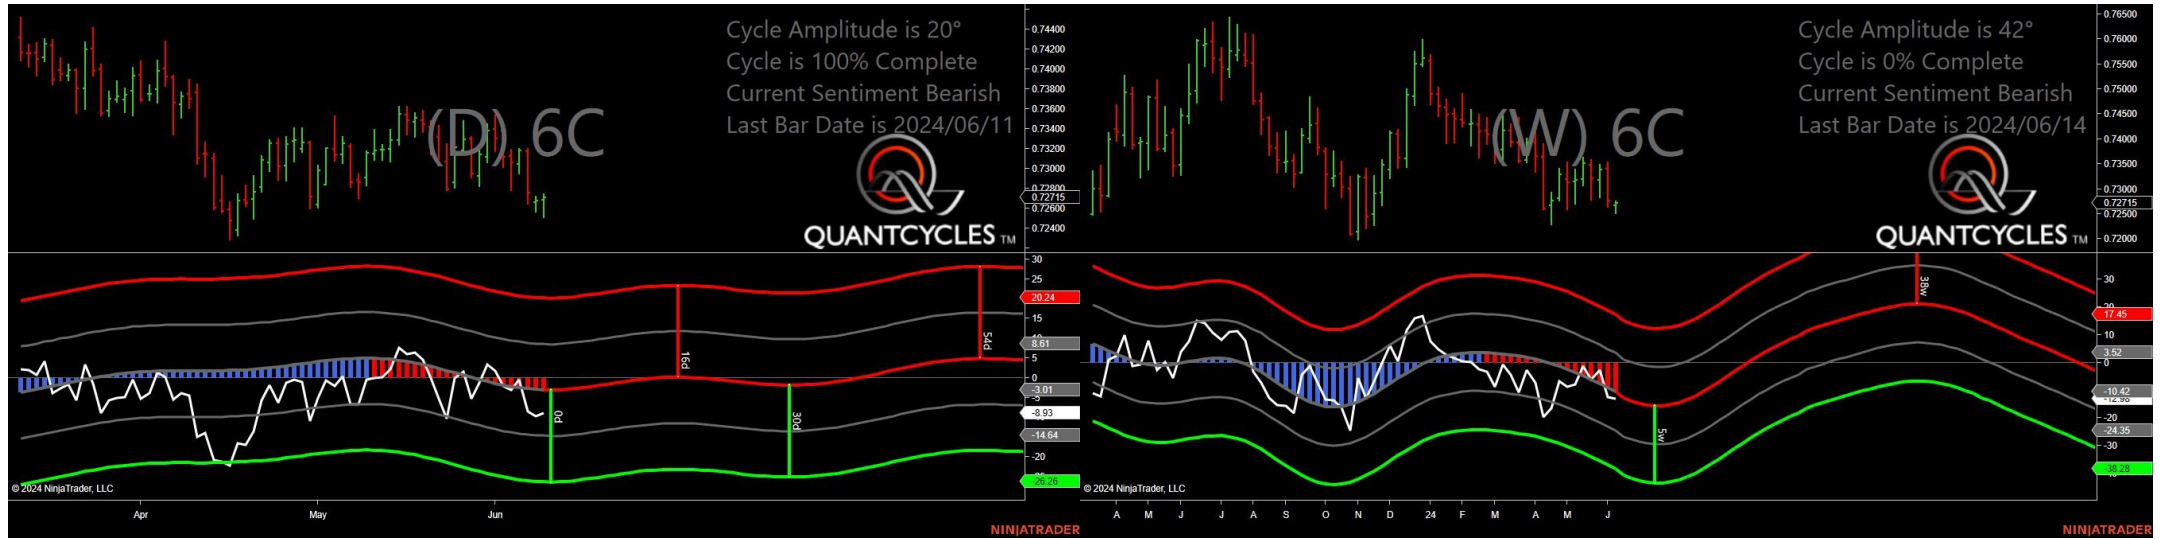 Cycle Amplitude is 20°
Cycle is 100% Complete
Current Sentiment Bearish
Last Bar Date is 2024/06/11
(D) 6C
QUANTCYCLES TM
0.74400
0.74000
0.73800
0.73600
0.73400
0.73200
0.73000
0.72800
0.72715
0.72600
0.72400
30
25
20.24
15
8.61
5
0
-3.01
-5
-8.93
-14.64
-20
-26.26
16d
54d
0d
30d
© 2024 NinjaTrader, LLC
Apr May Jun
NINJATRADER
Cycle Amplitude is 42°
Cycle is 0% Complete
Current Sentiment Bearish
Last Bar Date is 2024/06/14
(W) 6C
QUANTCYCLES TM
0.76500
0.76000
0.75500
0.75000
0.74500
0.74000
0.73500
0.73000
0.72715
0.72500
0.72000
30
20
17.45
10
3.52
0
-10.42
-12.98
-20
-24.35
-30
-38.28
38w
5w
© 2024 NinjaTrader, LLC
A M J J A S O N D 24 F M A M J
NINJATRADER